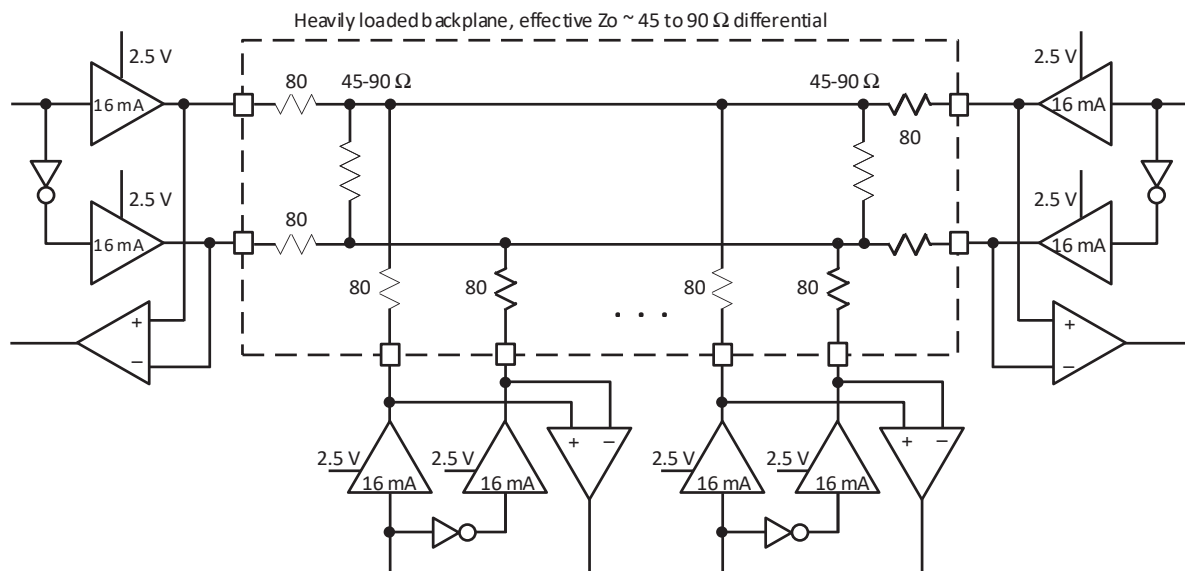 Heavily loaded backplane, effective Zo ~ 45 to 90 Ω differential
2.5 V
2.5 V
80
45-90 Ω
45-90 Ω
16 mA
16 mA
80
2.5 V
2.5 V
80
16 mA
16 mA
80
80
80
80
+
−
. . .
+
−
+ −
+ −
2.5 V
2.5 V
2.5 V
2.5 V
16 mA
16 mA
16 mA
16 mA